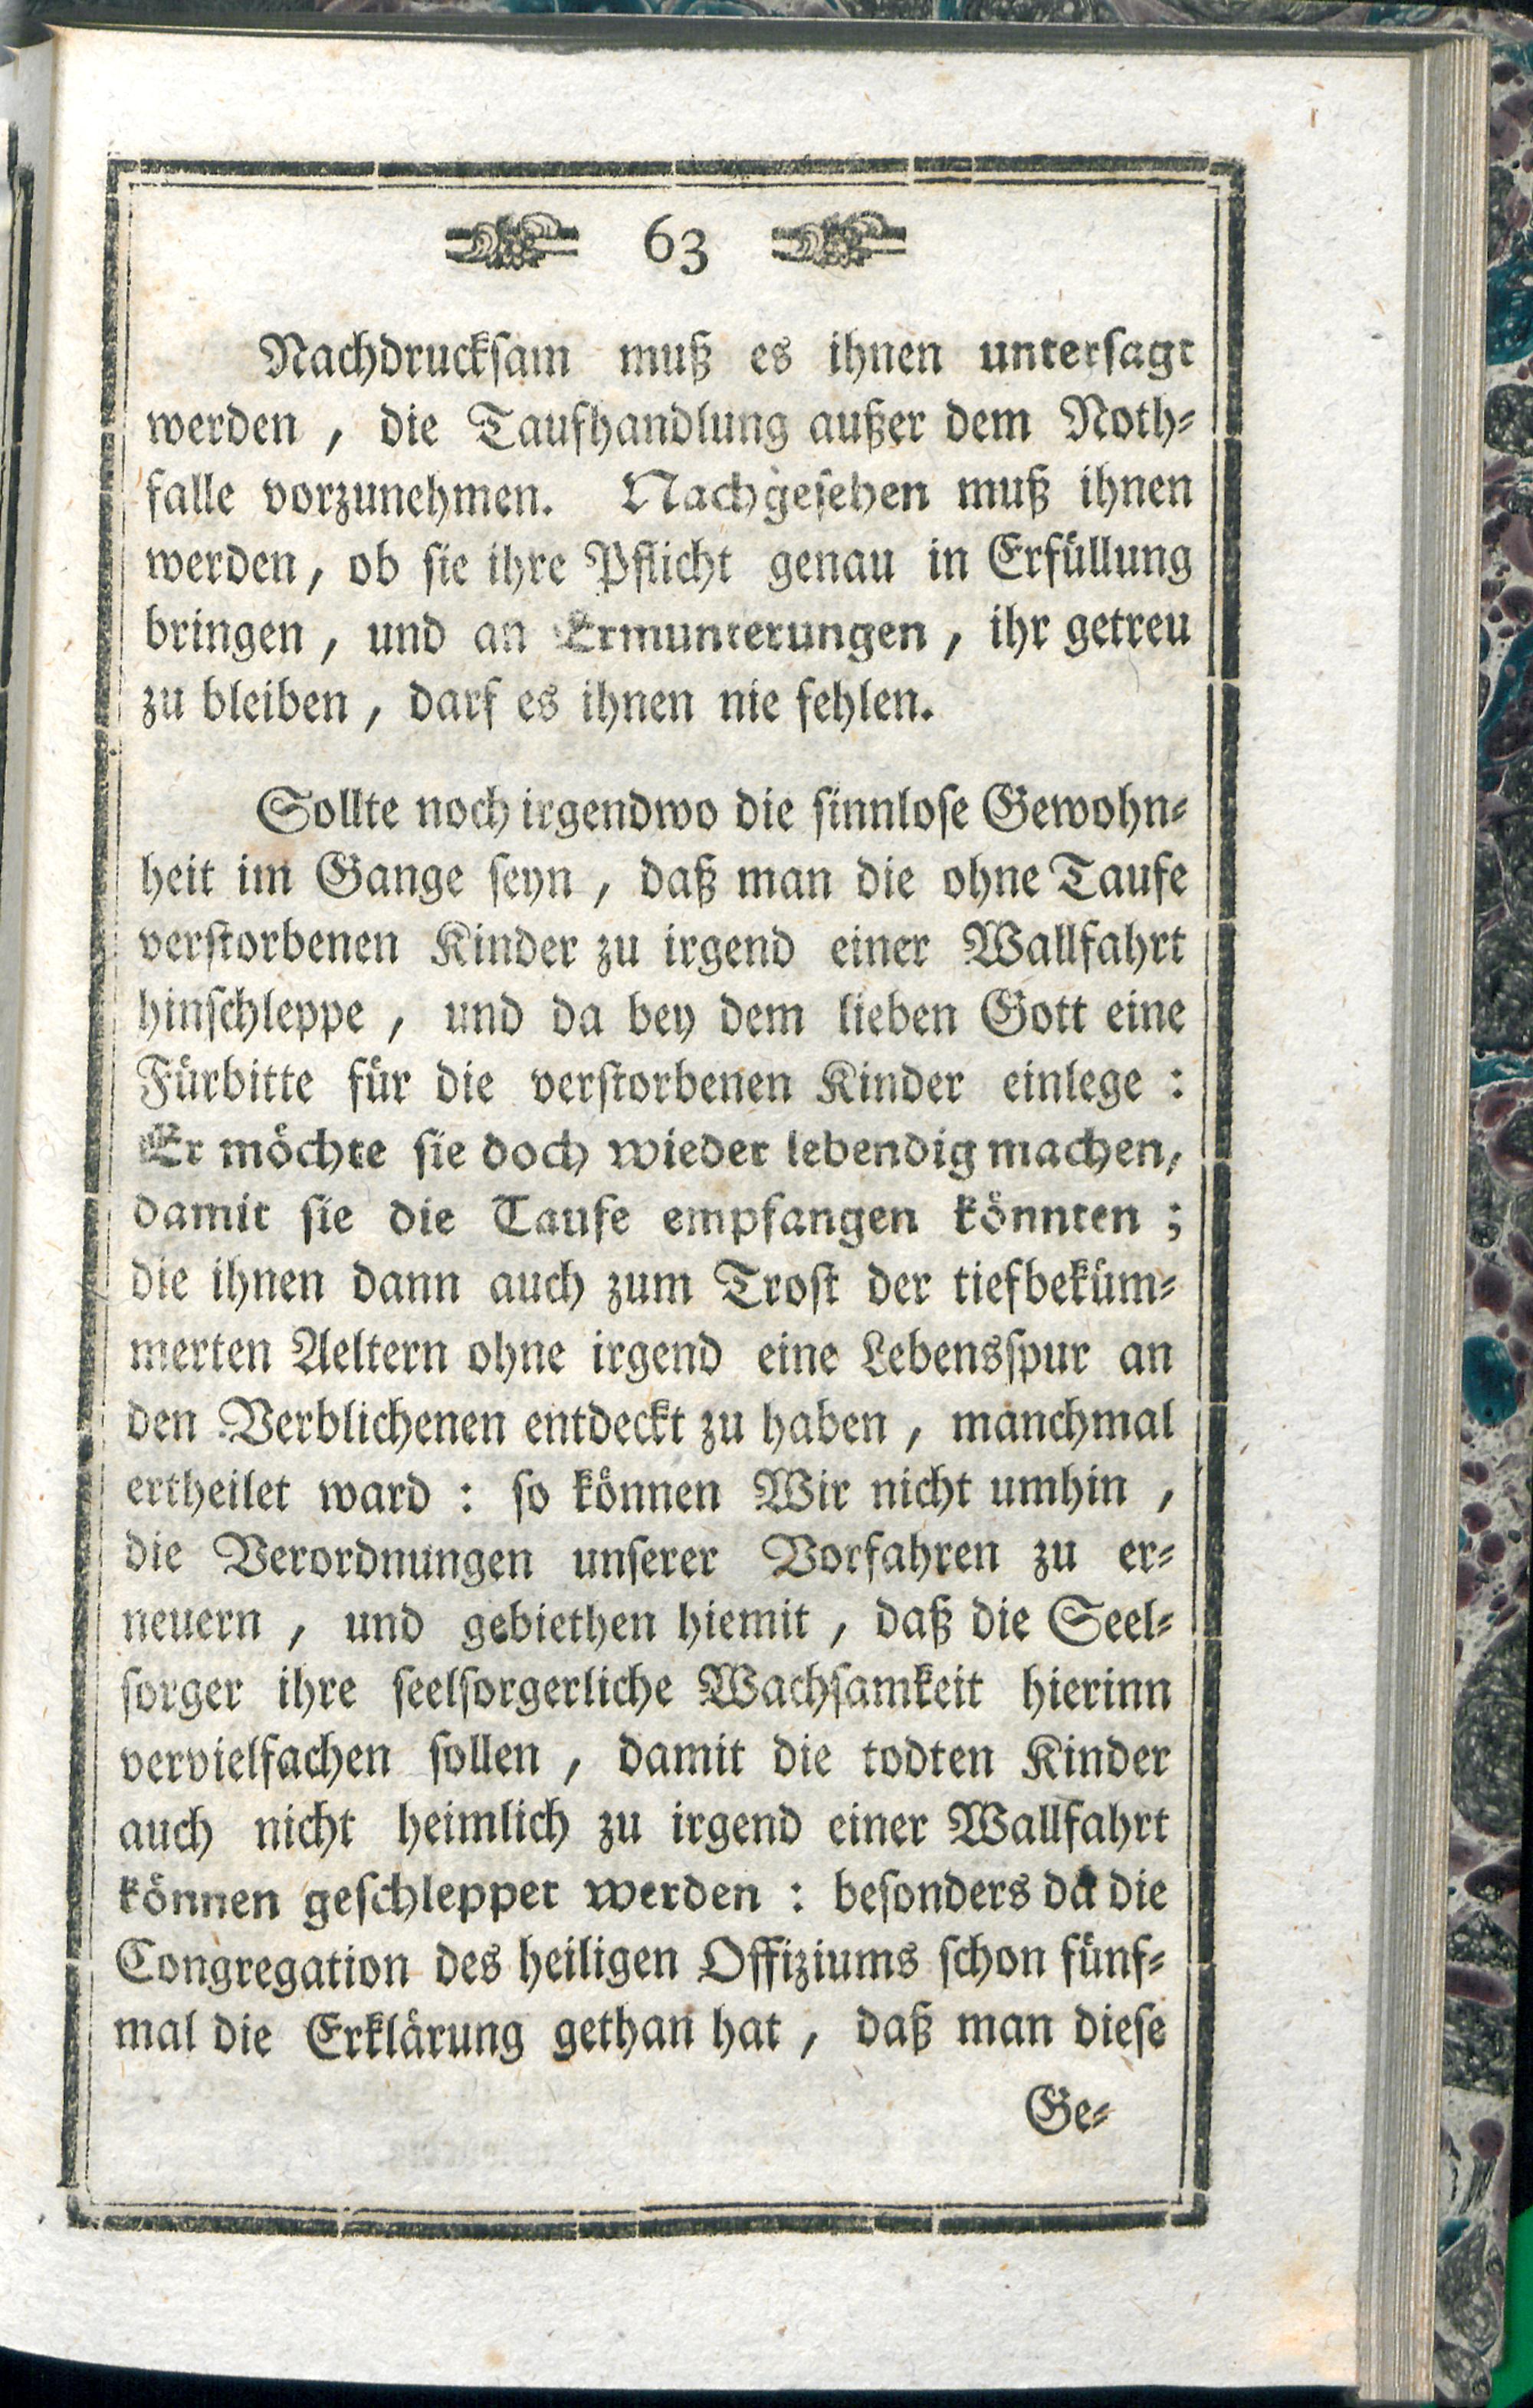 63
Nachdrucksam muß es ihnen untersagt
werden, die Taufhandlung außer dem Noth-
falle vorzunehmen. Nachgesehen muß ihnen
werden, ob sie ihre Pflicht genau in Erfüllung
bringen, und an Ermunterungen, ihr getreu
zu bleiben, darf es ihnen nie fehlen.
Sollte noch irgendwo die sinnlose Gewohn-
heit im Gange seyn, daß man die ohne Taufe
verstorbenen Kinder zu irgend einer Wallfahrt
hinschleppe, und da bey dem lieben Gott eine
Fürbitte für die verstorbenen Kinder einlege:
Er möchte sie doch wieder lebendig machen,
damit sie die Taufe empfangen könnten;
die ihnen dann auch zum Trost der tiefbeküm-
merten Aeltern ohne irgend eine Lebensspur an
den Verblichenen entdeckt zu haben, manchmal
ertheilet ward: so können Wir nicht umhin,
die Verordnungen unserer Vorfahren zu er-
neuern, und gebiethen hiemit, daß die Seel-
sorger ihre seelsorgerliche Wachsamkeit hierinn
vervielfachen sollen, damit die todten Kinder
auch nicht heimlich zu irgend einer Wallfahrt
können geschleppet werden: besonders da die
Congregation des heiligen Offiziums schon fünf-
mal die Erklärung gethan hat, daß man diese
Ge-